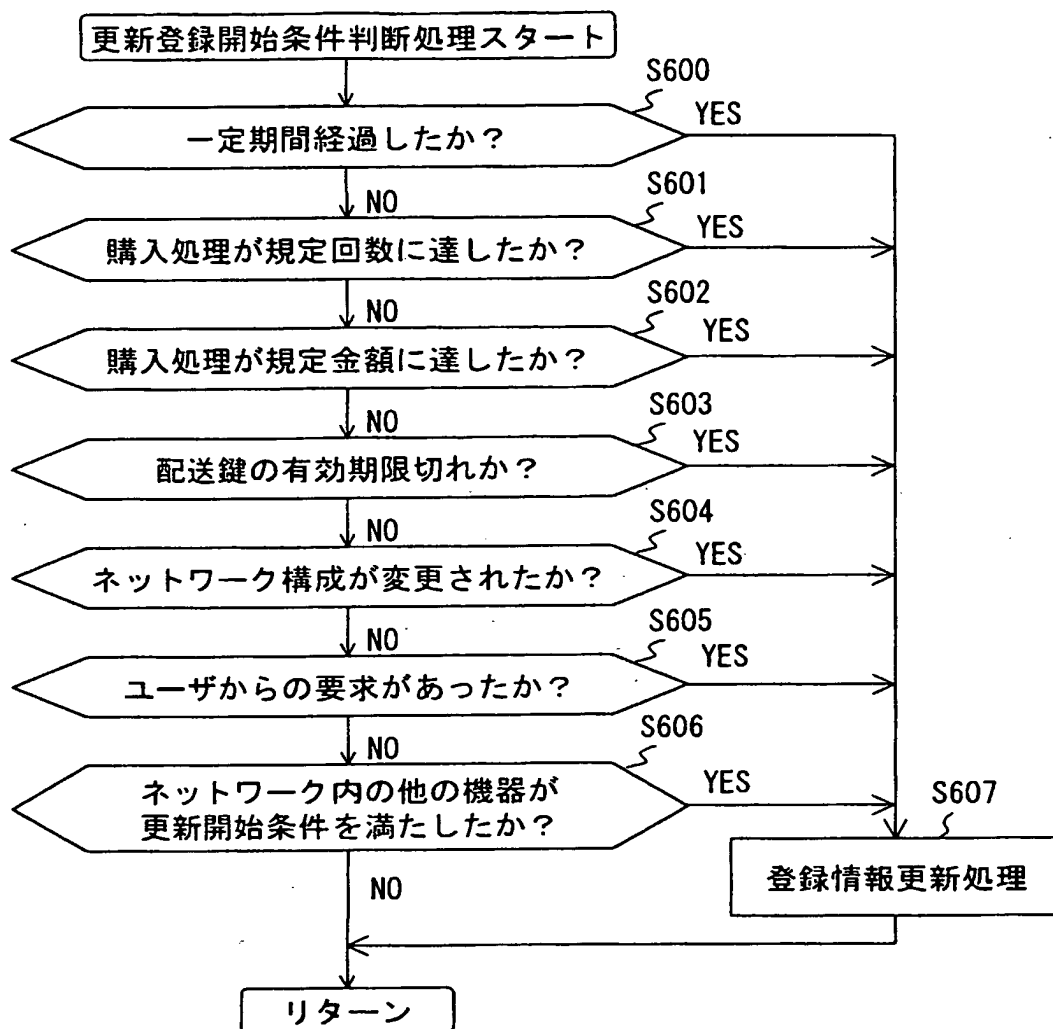 更新登録開始条件判断処理スタート
S600
一定期間経過したか？
YES
NO
S601
購入処理が規定回数に達したか？
YES
NO
S602
購入処理が規定金額に達したか？
YES
NO
S603
配送鍵の有効期限切れか？
YES
NO
S604
ネットワーク構成が変更されたか？
YES
NO
S605
ユーザからの要求があったか？
YES
NO
S606
ネットワーク内の他の機器が
更新開始条件を満たしたか？
YES
NO
S607
登録情報更新処理
リターン